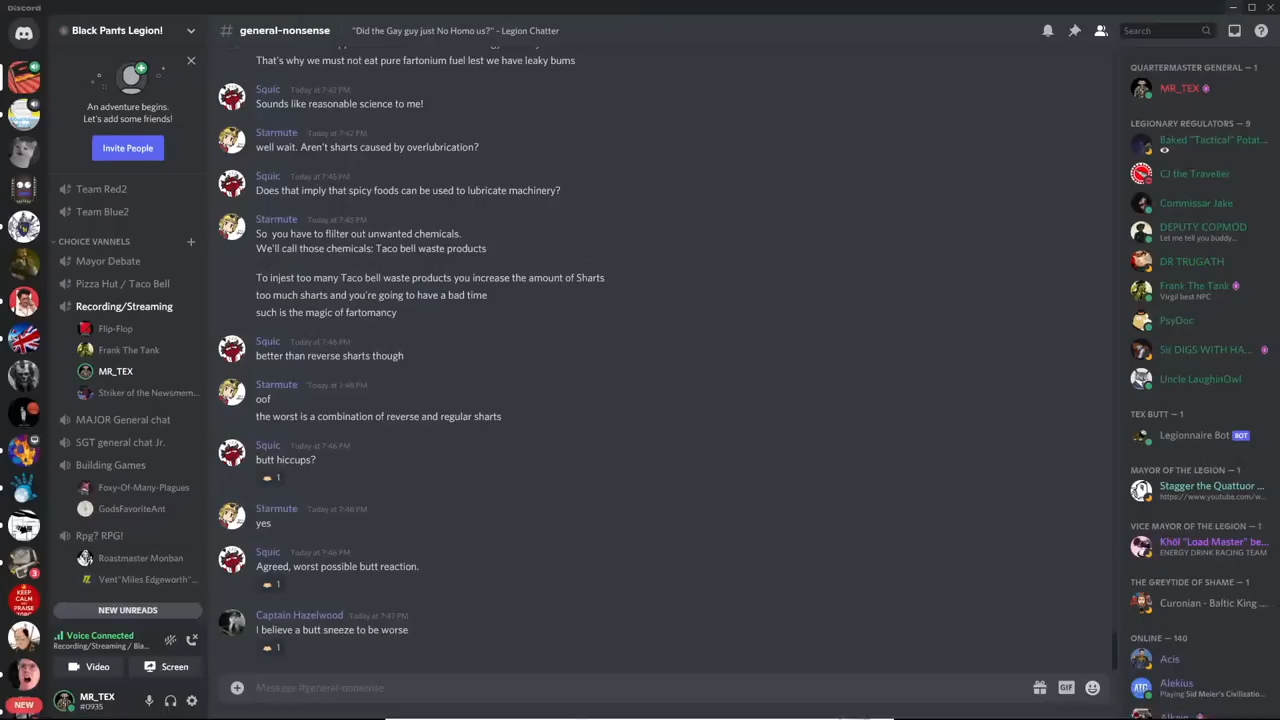 Discord
Black Pants Legion!
An adventure begins.
Let's add some friends!
Invite People
Team Red2
Team Blue2
CHOICE VANNELS
Mayor Debate
Pizza Hut / Taco Bell
Recording/Streaming
Flip-Flop
Frank The Tank
MR_TEX
Striker of the Newsmem...
MAJOR General chat
SGT general chat Jr.
Building Games
Foxy-Of-Many-Plagues
GodsFavoriteAnt
Rpg? RPG!
Roastmaster Monban
Vent"Miles Edgeworth"...
NEW UNREADS
Voice Connected
Recording/Streaming / Bla...
Video
Screen
MR_TEX
#0935
3
KEEP
CALM
AND
PRAISE
NEW
# general-nonsense
"Did the Gay guy just No Homo us?" - Legion Chatter
Search
That's why we must not eat pure fartonium fuel lest we have leaky bums
Squic Today at 7:42 PM
Sounds like reasonable science to me!
Starmute Today at 7:42 PM
well wait. Aren't sharts caused by overlubrication?
Squic Today at 7:45 PM
Does that imply that spicy foods can be used to lubricate machinery?
Starmute Today at 7:45 PM
So you have to flilter out unwanted chemicals.
We'll call those chemicals: Taco bell waste products
To injest too many Taco bell waste products you increase the amount of Sharts
too much sharts and you're going to have a bad time
such is the magic of fartomancy
Squic Today at 7:46 PM
better than reverse sharts though
Starmute Today at 7:46 PM
oof
the worst is a combination of reverse and regular sharts
Squic Today at 7:46 PM
butt hiccups?
1
Starmute Today at 7:46 PM
yes
Squic Today at 7:46 PM
Agreed, worst possible butt reaction.
1
Captain Hazelwood Today at 7:47 PM
I believe a butt sneeze to be worse
1
Message #general-nonsense
GIF
QUARTERMASTER GENERAL — 1
MR_TEX
LEGIONARY REGULATORS — 9
Baked "Tactical" Potat...
CJ the Traveller
Commissar Jake
DEPUTY COPMOD
Let me tell you buddy...
DR TRUGATH
Frank The Tank
Virgil best NPC
PsyDoc
Sir DIGS WITH HA...
Uncle LaughinOwl
TEX BUTT — 1
Legionnaire Bot BOT
MAYOR OF THE LEGION — 1
Stagger the Quattuor ...
https://www.youtube.com/w...
VICE MAYOR OF THE LEGION — 1
Khöl "Load Master" be...
ENERGY DRINK RACING TEAM
THE GREYTIDE OF SHAME — 1
Curonian - Baltic King ...
ONLINE — 140
Acis
Alekius
Playing Sid Meier's Civilizatio...